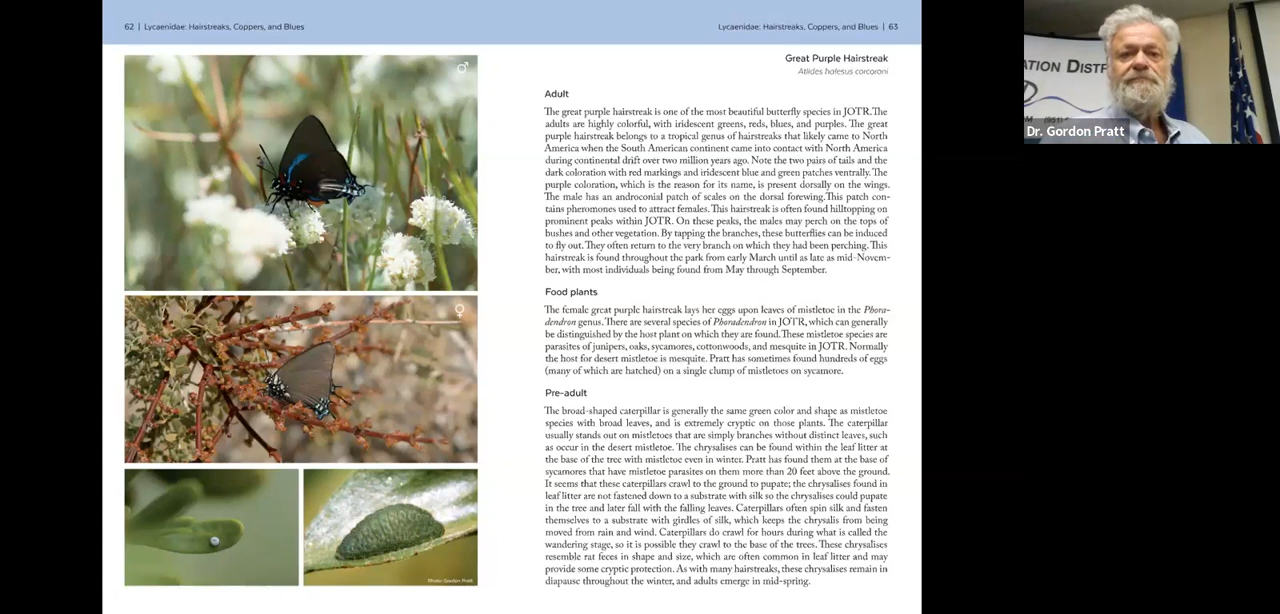 62 | Lycaenidae: Hairstreaks, Coppers, and Blues
Lycaenidae: Hairstreaks, Coppers, and Blues | 63
Great Purple Hairstreak
Atlides halesus corcorani
Adult
The great purple hairstreak is one of the most beautiful butterfly species in JOTR. The
adults are highly colorful, with iridescent greens, reds, blues, and purples. The great
purple hairstreak belongs to a tropical genus of hairstreaks that likely came to North
America when the South American continent came into contact with North America
during continental drift over two million years ago. Note the two pairs of tails and the
dark coloration with red markings and iridescent blue and green patches ventrally. The
purple coloration, which is the reason for its name, is present dorsally on the wings.
The male has an androconial patch of scales on the dorsal forewing. This patch con-
tains pheromones used to attract females. This hairstreak is often found hilltopping on
prominent peaks within JOTR. On these peaks, the males may perch on the tops of
bushes and other vegetation. By tapping the branches, these butterflies can be induced
to fly out. They often return to the very branch on which they had been perching. This
hairstreak is found throughout the park from early March until as late as mid-Novem-
ber, with most individuals being found from May through September.
Food plants
The female great purple hairstreak lays her eggs upon leaves of mistletoe in the Phora-
dendron genus. There are several species of Phoradendron in JOTR, which can generally
be distinguished by the host plant on which they are found. These mistletoe species are
parasites of junipers, oaks, sycamores, cottonwoods, and mesquite in JOTR. Normally
the host for desert mistletoe is mesquite. Pratt has sometimes found hundreds of eggs
(many of which are hatched) on a single clump of mistletoes on sycamore.
Pre-adult
The broad-shaped caterpillar is generally the same green color and shape as mistletoe
species with broad leaves, and is extremely cryptic on those plants. The caterpillar
usually stands out on mistletoes that are simply branches without distinct leaves, such
as occur in the desert mistletoe. The chrysalises can be found within the leaf litter at
the base of the tree with mistletoe even in winter. Pratt has found them at the base of
sycamores that have mistletoe parasites on them more than 20 feet above the ground.
It seems that these caterpillars crawl to the ground to pupate; the chrysalises found in
leaf litter are not fastened down to a substrate with silk so the chrysalises could pupate
in the tree and later fall with the falling leaves. Caterpillars often spin silk and fasten
themselves to a substrate with girdles of silk, which keeps the chrysalis from being
moved from rain and wind. Caterpillars do crawl for hours during what is called the
wandering stage, so it is possible they crawl to the base of the trees. These chrysalises
resemble rat feces in shape and size, which are often common in leaf litter and may
provide some cryptic protection. As with many hairstreaks, these chrysalises remain in
diapause throughout the winter, and adults emerge in mid-spring.
Photo: Gordon Pratt
ATION DISTR
Dr. Gordon Pratt